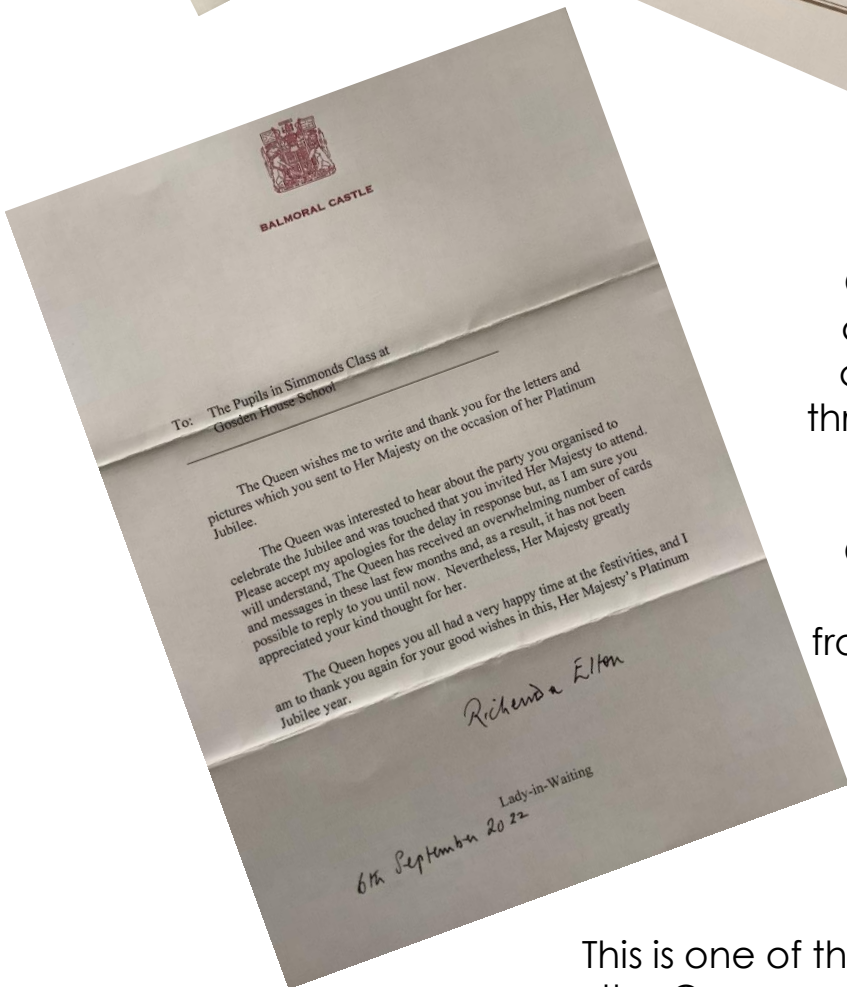 BALMORAL CASTLE
To: The Pupils in Simmonds Class at
Gosden House School
The Queen wishes me to write and thank you for the letters and
pictures which you sent to Her Majesty on the occasion of her Platinum
Jubilee.
The Queen was interested to hear about the party you organised to
celebrate the Jubilee and was touched that you invited Her Majesty to attend.
Please accept my apologies for the delay in response but, as I am sure you
will understand, The Queen has received an overwhelming number of cards
and messages in these last few months and, as a result, it has not been
possible to reply to you until now. Nevertheless, Her Majesty greatly
appreciated your kind thought for her.
The Queen hopes you all had a very happy time at the festivities, and I
am to thank you again for your good wishes in this, Her Majesty's Platinum
Jubilee year.
Richenda Elton
Lady-in-Waiting
6th September 2022
This is one of